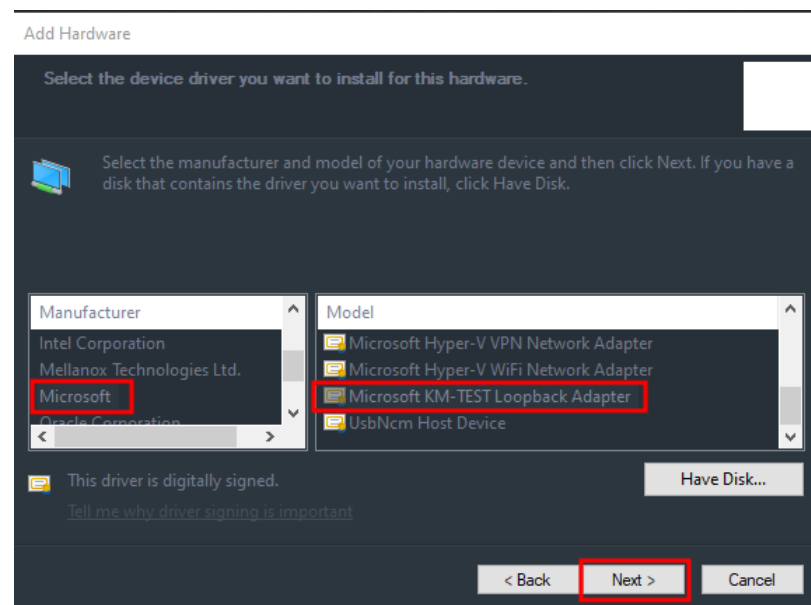 Add Hardware
Select the device driver you want to install for this hardware.
Select the manufacturer and model of your hardware device and then click Next. If you have a
disk that contains the driver you want to install, click Have Disk.
Manufacturer
Intel Corporation
Mellanox Technologies Ltd.
Microsoft
Oracle Corporation
Model
Microsoft Hyper-V VPN Network Adapter
Microsoft Hyper-V WiFi Network Adapter
Microsoft KM-TEST Loopback Adapter
UsbNcm Host Device
This driver is digitally signed.
Have Disk...
Tell me why driver signing is important
< Back
Next >
Cancel